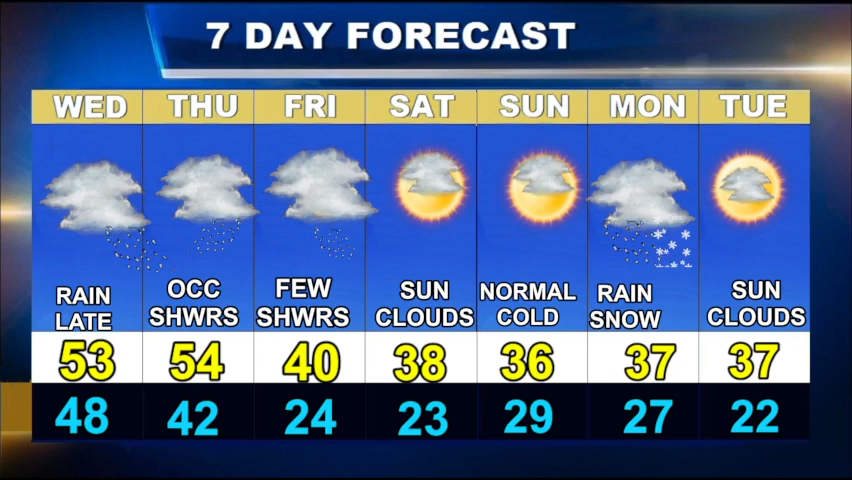 7 DAY FORECAST
WED THU FRI SAT SUN MON TUE
RAIN LATE
OCC SHWRS
FEW SHWRS
SUN CLOUDS
NORMAL COLD
RAIN SNOW
SUN CLOUDS
53 54 40 38 36 37 37
48 42 24 23 29 27 22